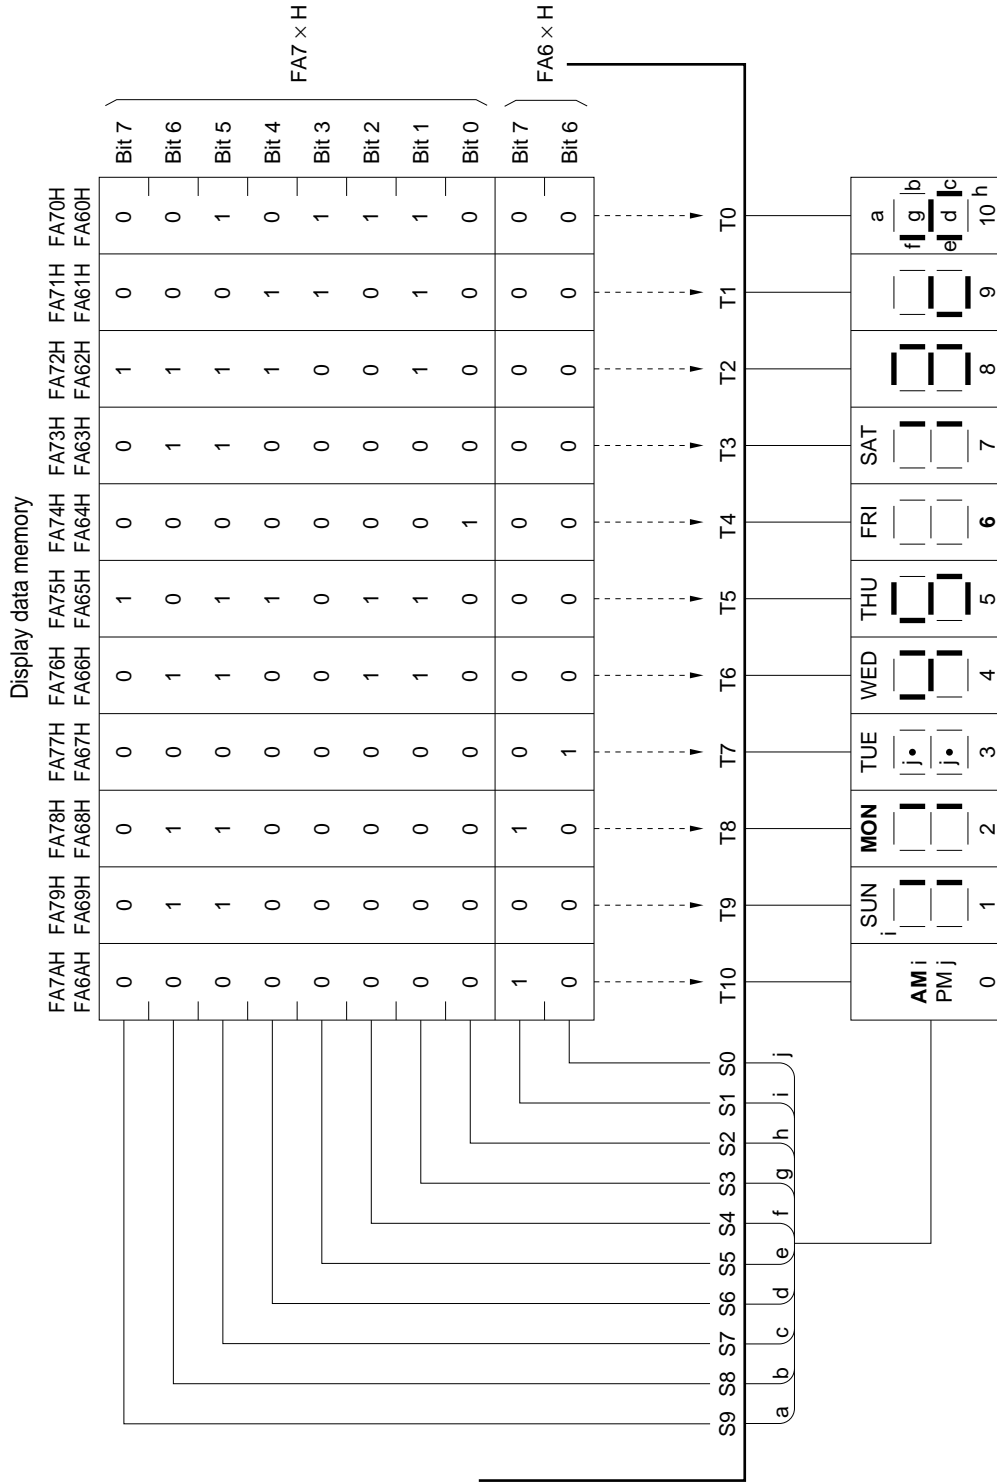 Display data memory
FA7AH FA79H FA78H FA77H FA76H FA75H FA74H FA73H FA72H FA71H FA70H
FA6AH FA69H FA68H FA67H FA66H FA65H FA64H FA63H FA62H FA61H FA60H
0 0 0 0 0 1 0 0 1 0 0 Bit 7
0 1 1 0 1 0 0 1 1 0 0 Bit 6
0 1 1 0 1 1 0 1 1 0 1 Bit 5
0 0 0 0 0 1 0 0 1 1 0 Bit 4
FA7 × H
0 0 0 0 0 0 0 0 0 1 1 Bit 3
0 0 0 0 1 1 0 0 0 0 1 Bit 2
0 0 0 0 1 1 0 0 1 1 1 Bit 1
0 0 0 0 0 0 1 0 0 0 0 Bit 0
1 0 1 0 0 0 0 0 0 0 0 Bit 7
FA6 × H
0 0 0 1 0 0 0 0 0 0 0 Bit 6
S9 S8 S7 S6 S5 S4 S3 S2 S1 S0 T10 T9 T8 T7 T6 T5 T4 T3 T2 T1 T0
a b c d e f g h i j
i
SUN MON TUE WED THU FRI SAT
a
AM i
PM j
j
j
f g b
e d c
h
0 1 2 3 4 5 6 7 8 9 10